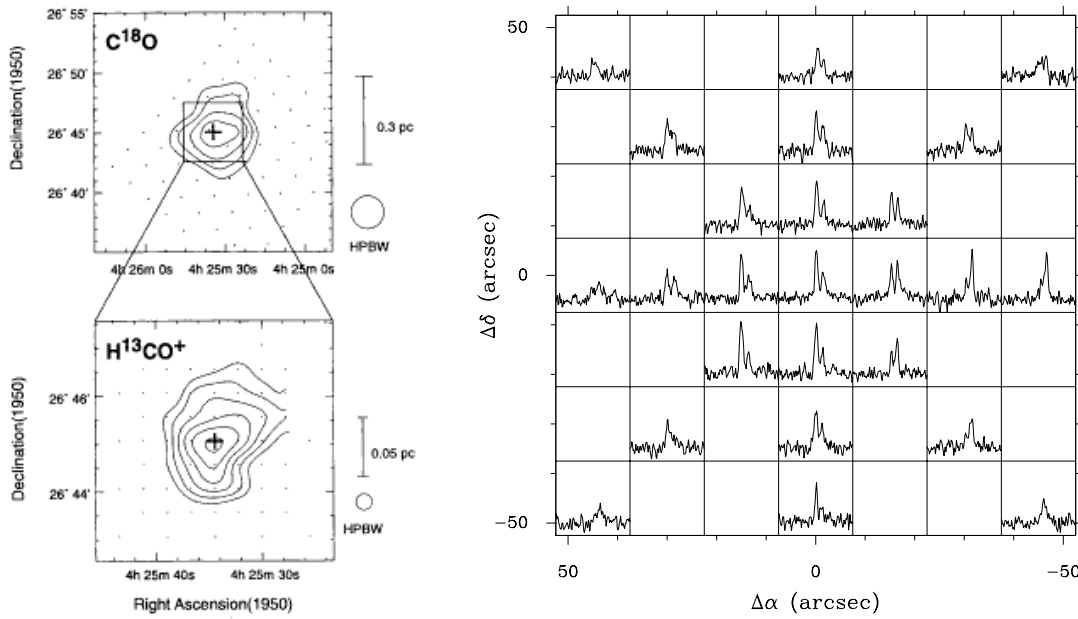 26° 55'
C¹⁸O
26° 50'
0.3 pc
26° 45'
Declination(1950)
26° 40'
HPBW
4h 26m 0s 4h 25m 30s 4h 25m 0s
H¹³CO⁺
26° 46'
Declination(1950)
0.05 pc
26° 44'
HPBW
4h 25m 40s 4h 25m 30s
Right Ascension(1950)
50
0
−50
Δδ (arcsec)
50 0 −50
Δα (arcsec)